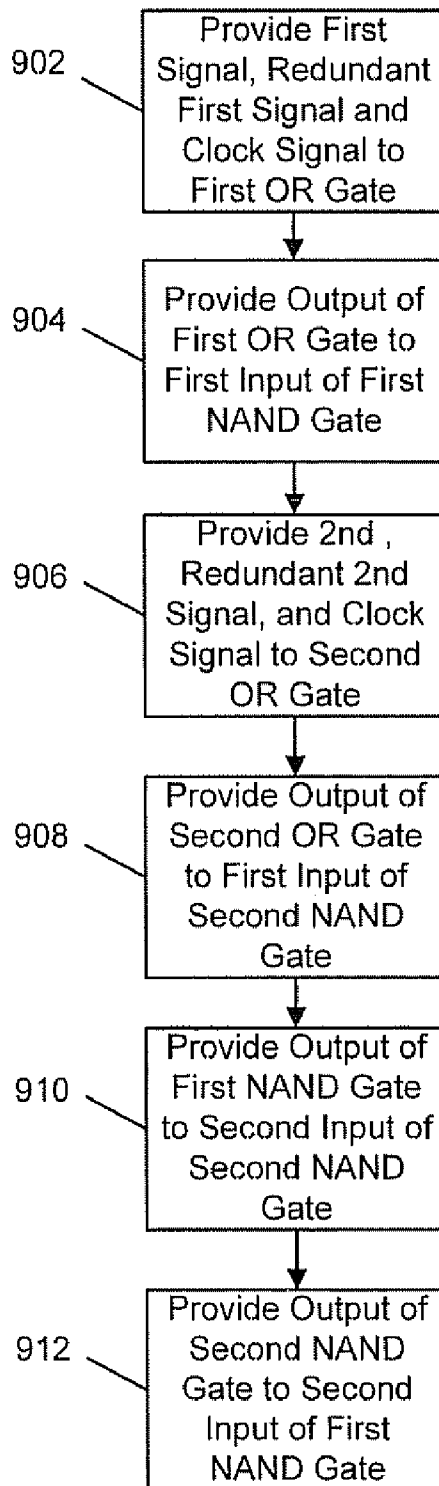 902
Provide First
Signal, Redundant
First Signal and
Clock Signal to
First OR Gate
904
Provide Output of
First OR Gate to
First Input of First
NAND Gate
906
Provide 2nd ,
Redundant 2nd
Signal, and Clock
Signal to Second
OR Gate
908
Provide Output of
Second OR Gate
to First Input of
Second NAND
Gate
910
Provide Output of
First NAND Gate
to Second Input of
Second NAND
Gate
912
Provide Output of
Second NAND
Gate to Second
Input of First
NAND Gate